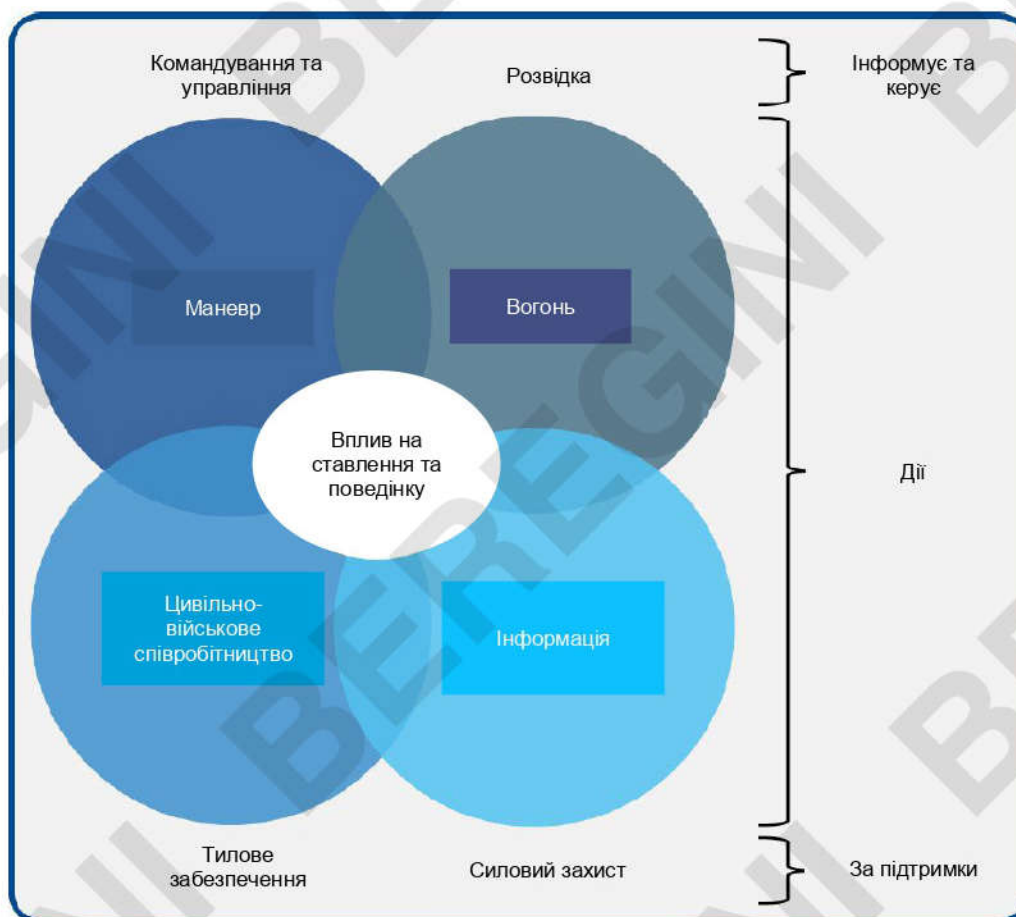 Командування та
управління
Розвідка
Інформує та
керує
Маневр
Вогонь
Вплив на
ставлення та
поведінку
Дії
Цивільно-
військове
співробітництво
Інформація
Тилове
забезпечення
Силовий захист
За підтримки
BEREGINI